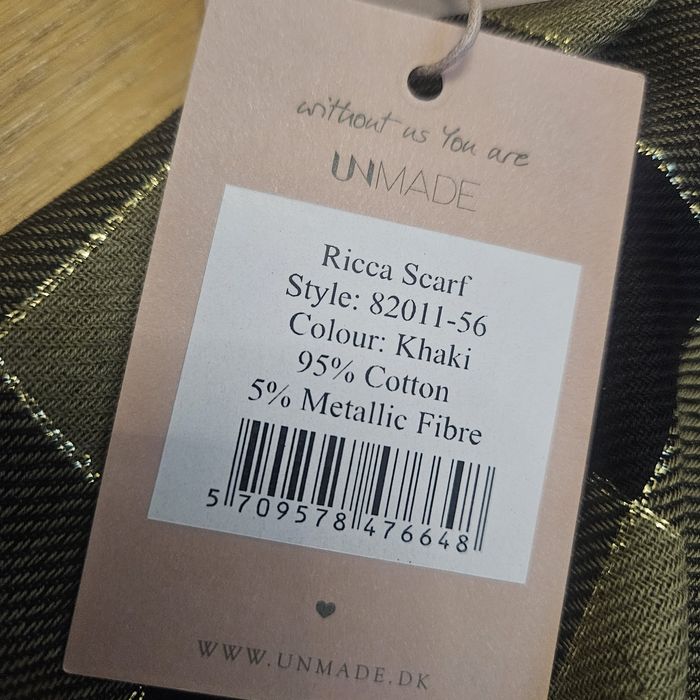 without us You are
UNMADE
Ricca Scarf
Style: 82011-56
Colour: Khaki
95% Cotton
5% Metallic Fibre
5 709578 476648
WWW.UNMADE.DK